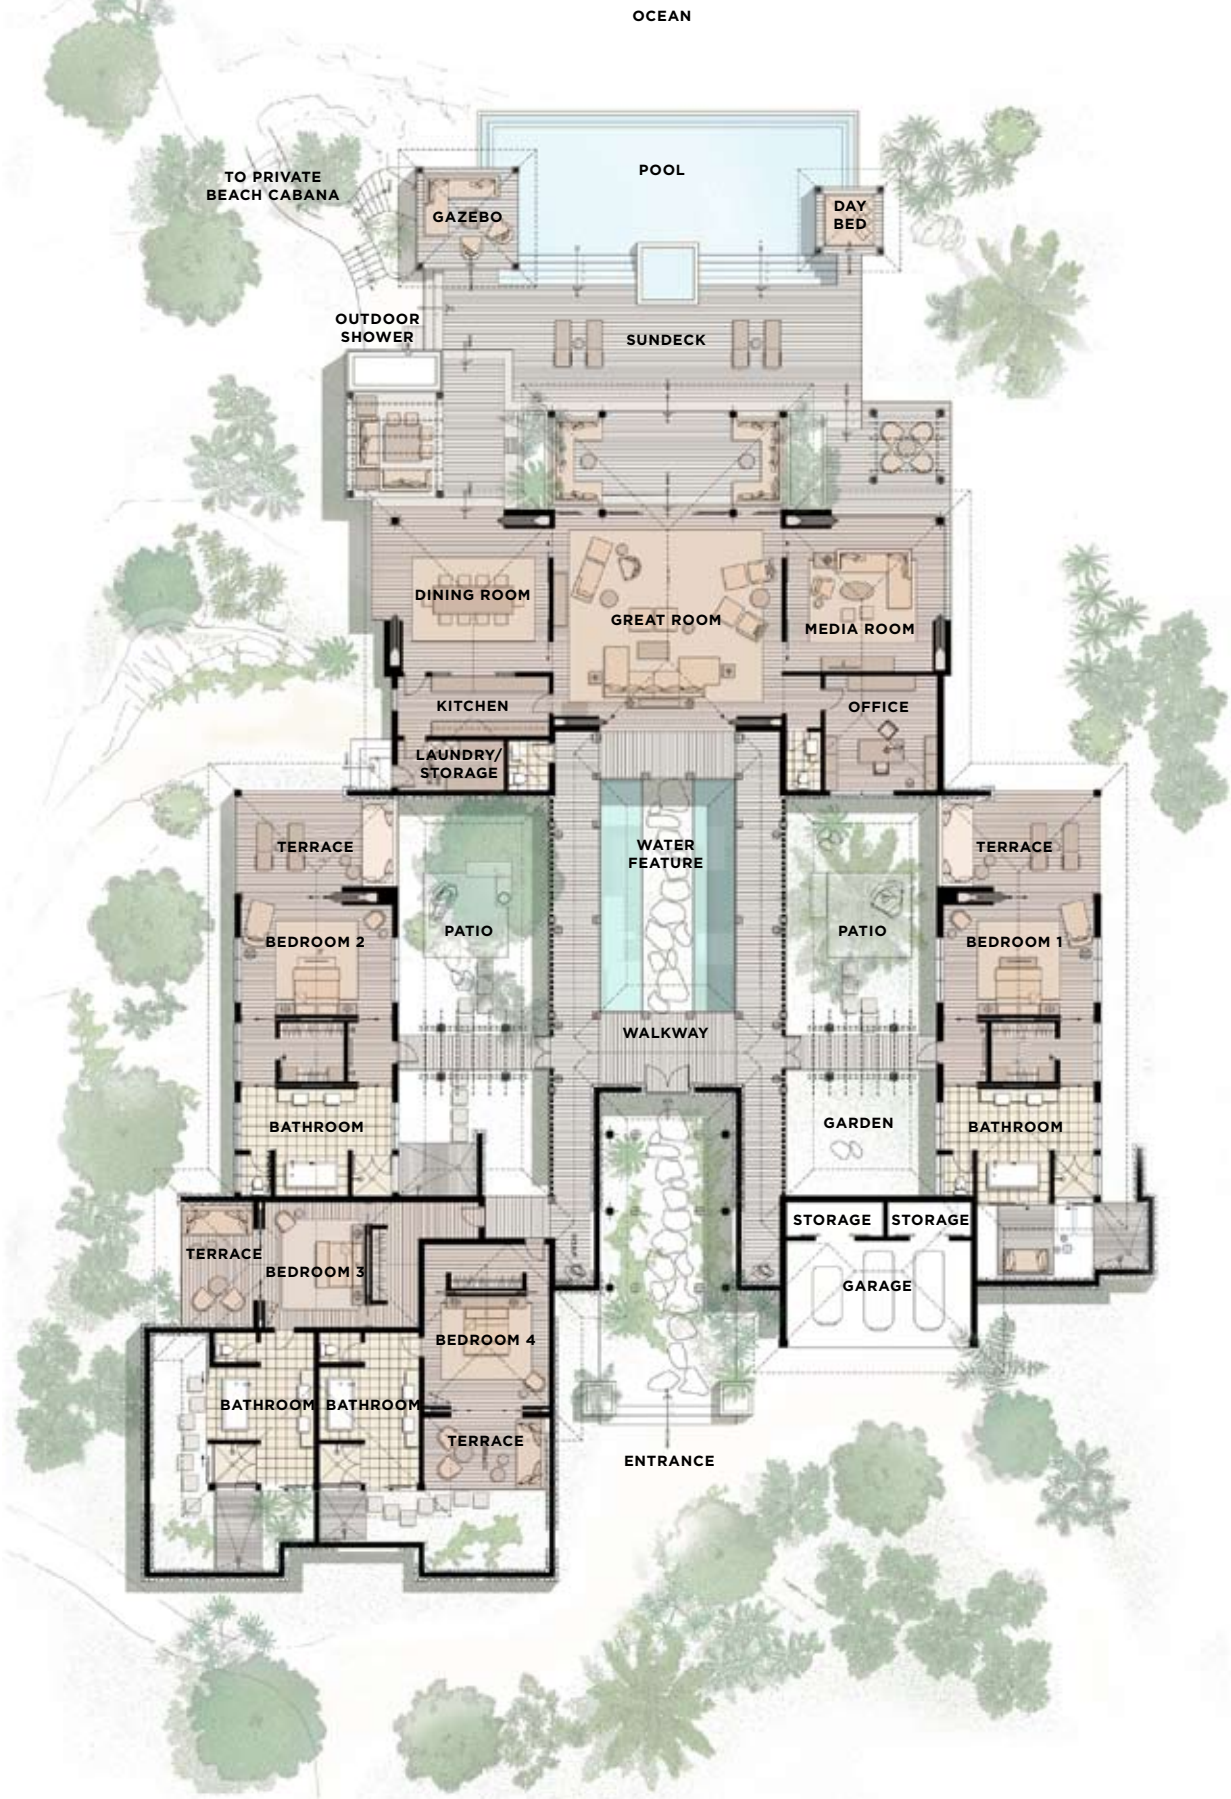 OCEAN
POOL
TO PRIVATE
BEACH CABANA
GAZEBO
DAY
BED
OUTDOOR
SHOWER
SUNDECK
DINING ROOM
GREAT ROOM
MEDIA ROOM
KITCHEN
OFFICE
LAUNDRY/
STORAGE
TERRACE
WATER
FEATURE
TERRACE
BEDROOM 2
PATIO
PATIO
BEDROOM 1
WALKWAY
BATHROOM
GARDEN
BATHROOM
STORAGE
STORAGE
TERRACE
BEDROOM 3
GARAGE
BEDROOM 4
BATHROOM
BATHROOM
TERRACE
ENTRANCE